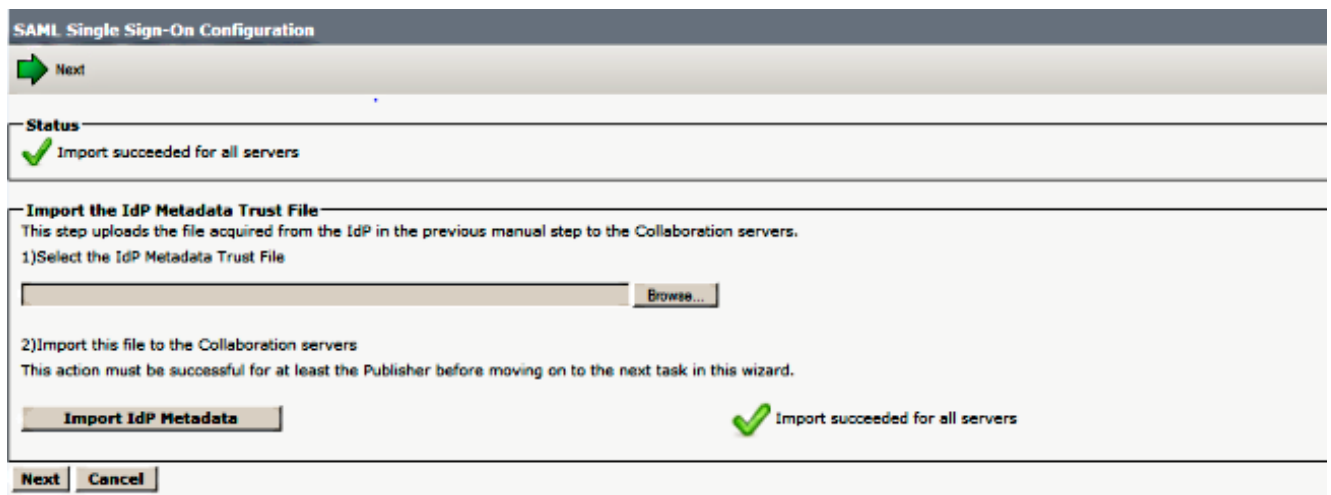 SAML Single Sign-On Configuration
Next
Status
Import succeeded for all servers
Import the IdP Metadata Trust File
This step uploads the file acquired from the IdP in the previous manual step to the Collaboration servers.
1)Select the IdP Metadata Trust File
Browse...
2)Import this file to the Collaboration servers
This action must be successful for at least the Publisher before moving on to the next task in this wizard.
Import IdP Metadata Import succeeded for all servers
Next Cancel